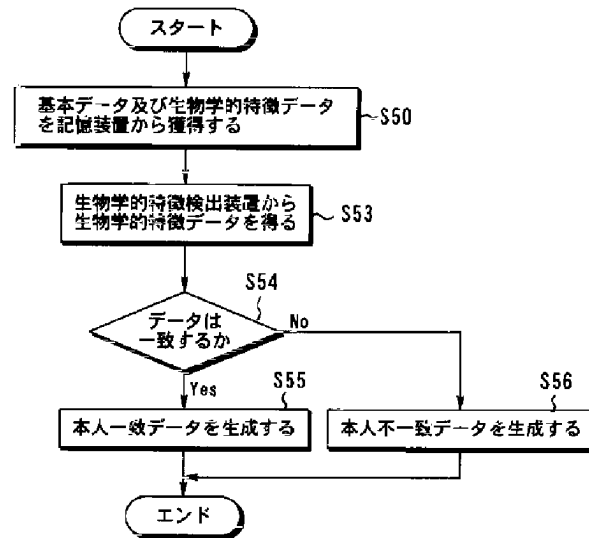 スタート
基本データ及び生物学的特徴データ
を記憶装置から獲得する
S50
生物学的特徴検出装置から
生物学的特徴データを得る
S53
S54
データは
一致するか
No
Yes
S55
本人一致データを生成する
S56
本人不一致データを生成する
エンド